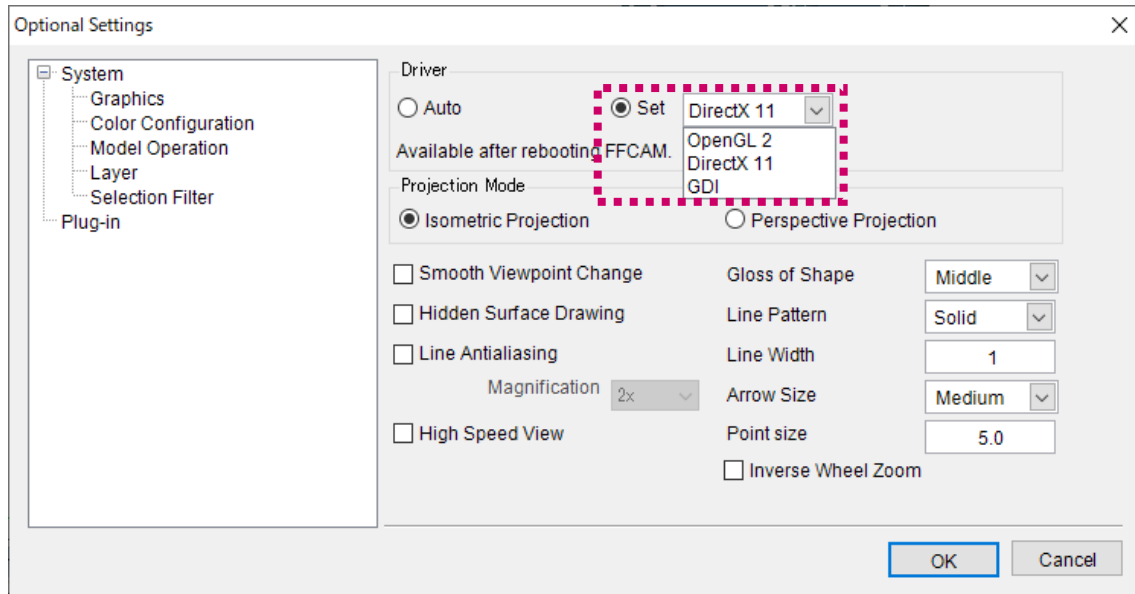 Optional Settings
System
Graphics
Color Configuration
Model Operation
Layer
Selection Filter
Plug-in
Driver
Auto
Set
DirectX 11
OpenGL 2
DirectX 11
GDI
Available after rebooting FFCAM.
Projection Mode
Isometric Projection
Perspective Projection
Smooth Viewpoint Change
Gloss of Shape
Middle
Hidden Surface Drawing
Line Pattern
Solid
Line Antialiasing
Line Width
1
Magnification
2x
Arrow Size
Medium
High Speed View
Point size
5.0
Inverse Wheel Zoom
OK
Cancel